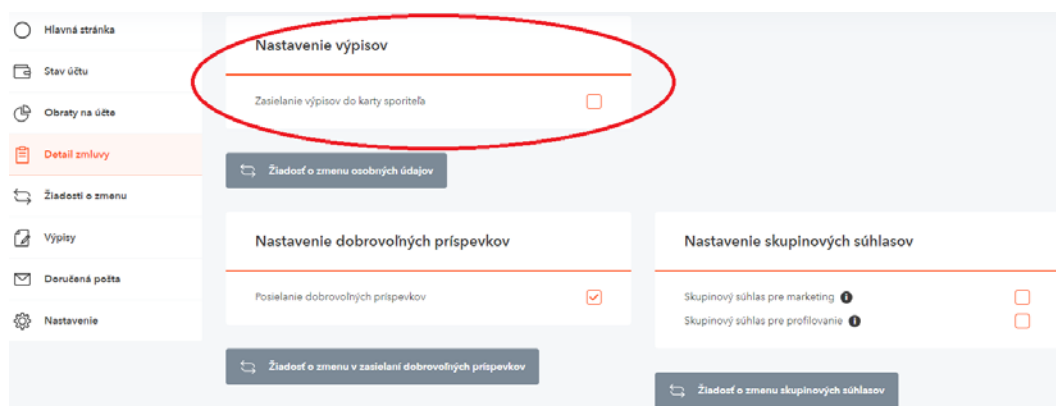 Hlavná stránka
Stav účtu
Obraty na účte
Detail zmluvy
Žiadosti o zmenu
Výpisy
Doručená pošta
Nastavenie
Nastavenie výpisov
Zasielanie výpisov do karty sporiteľa
Žiadosť o zmenu osobných údajov
Nastavenie dobrovoľných príspevkov
Posielanie dobrovoľných príspevkov
Žiadosť o zmenu v zasielaní dobrovoľných príspevkov
Nastavenie skupinových súhlasov
Skupinový súhlas pre marketing
Skupinový súhlas pre profilovanie
Žiadosť o zmenu skupinových súhlasov